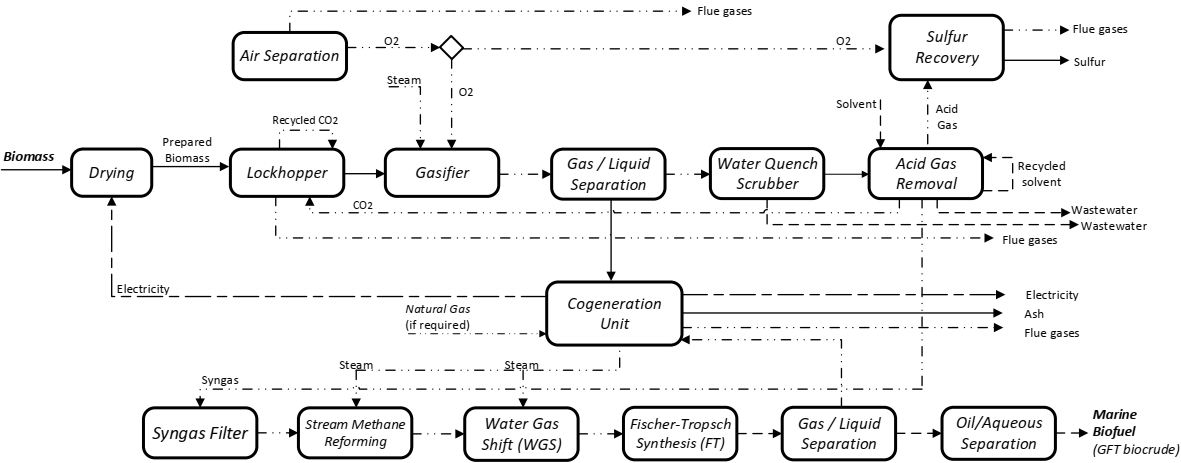 Flue gases
Air Separation
O2
O2
Sulfur
Recovery
Flue gases
Sulfur
Steam
O2
Solvent
Acid
Gas
Recycled CO2
Biomass
Drying
Prepared
Biomass
Lockhopper
Gasifier
Gas / Liquid
Separation
Water Quench
Scrubber
Acid Gas
Removal
Recycled
solvent
CO2
Wastewater
Wastewater
Flue gases
Electricity
Cogeneration
Unit
Natural Gas
(if required)
Electricity
Ash
Flue gases
Steam
Steam
Syngas
Syngas Filter
Stream Methane
Reforming
Water Gas
Shift (WGS)
Fischer-Tropsch
Synthesis (FT)
Gas / Liquid
Separation
Oil/Aqueous
Separation
Marine
Biofuel
(GFT biocrude)